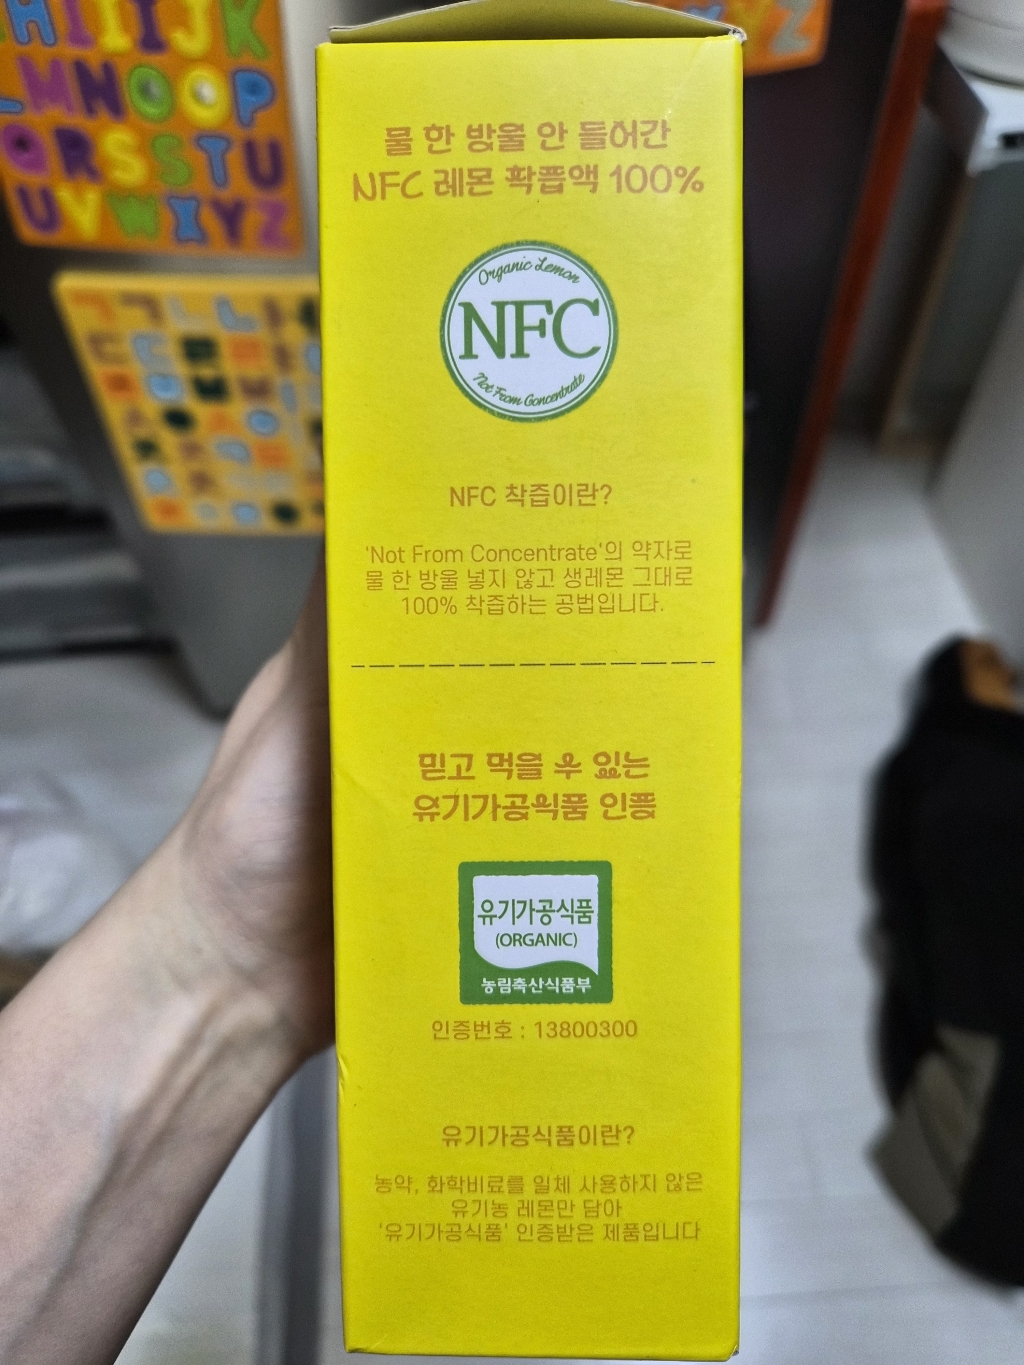 HIIIJK
LMNOOP
QRSSTU
UVWXYZ
YZ
물 한 방울 안 들어간
NFC 레몬 착즙액 100%
Organic Lemon
NFC
Not From Concentrate
NFC 착즙이란?
'Not From Concentrate'의 약자로
물 한 방울 넣지 않고 생레몬 그대로
100% 착즙하는 공법입니다.
믿고 먹을 수 있는
유기가공식품 인증
유기가공식품
(ORGANIC)
농림축산식품부
인증번호 : 13800300
유기가공식품이란?
농약, 화학비료를 일체 사용하지 않은
유기농 레몬만 담아
'유기가공식품' 인증받은 제품입니다